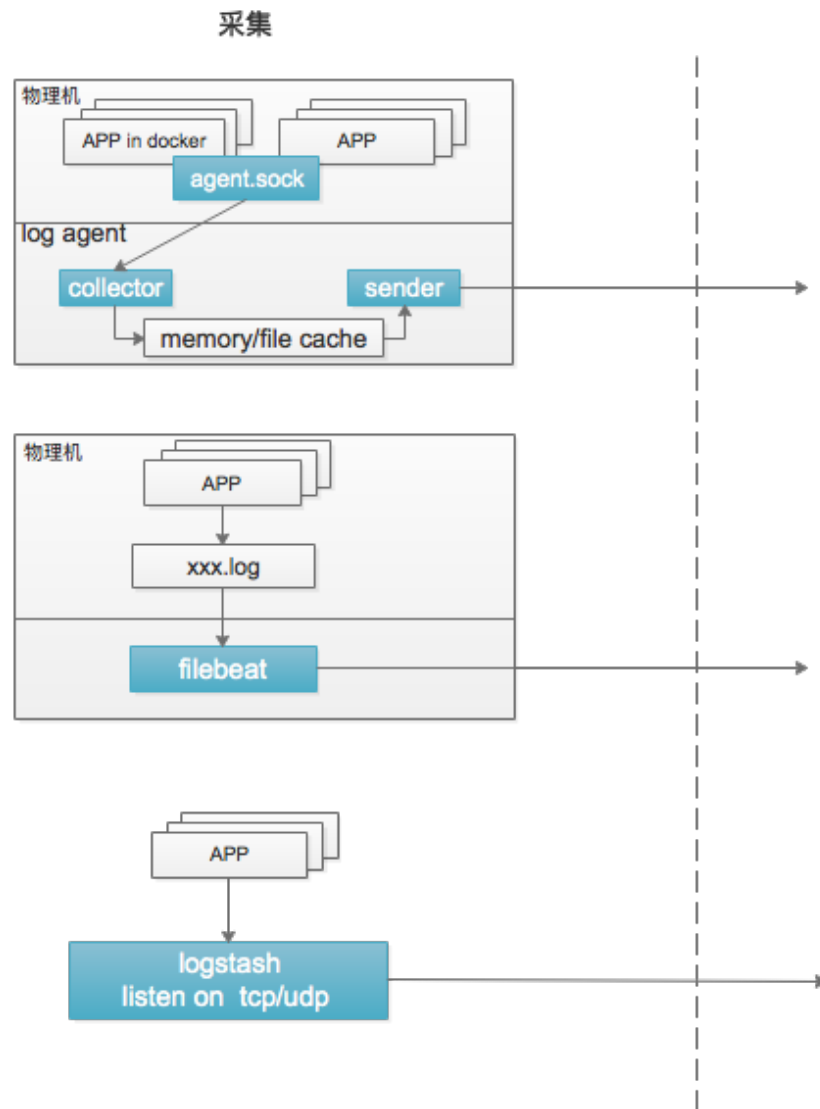 采集
物理机
APP in docker
APP
agent.sock
log agent
collector
sender
memory/file cache
物理机
APP
xxx.log
filebeat
APP
logstash
listen on tcp/udp